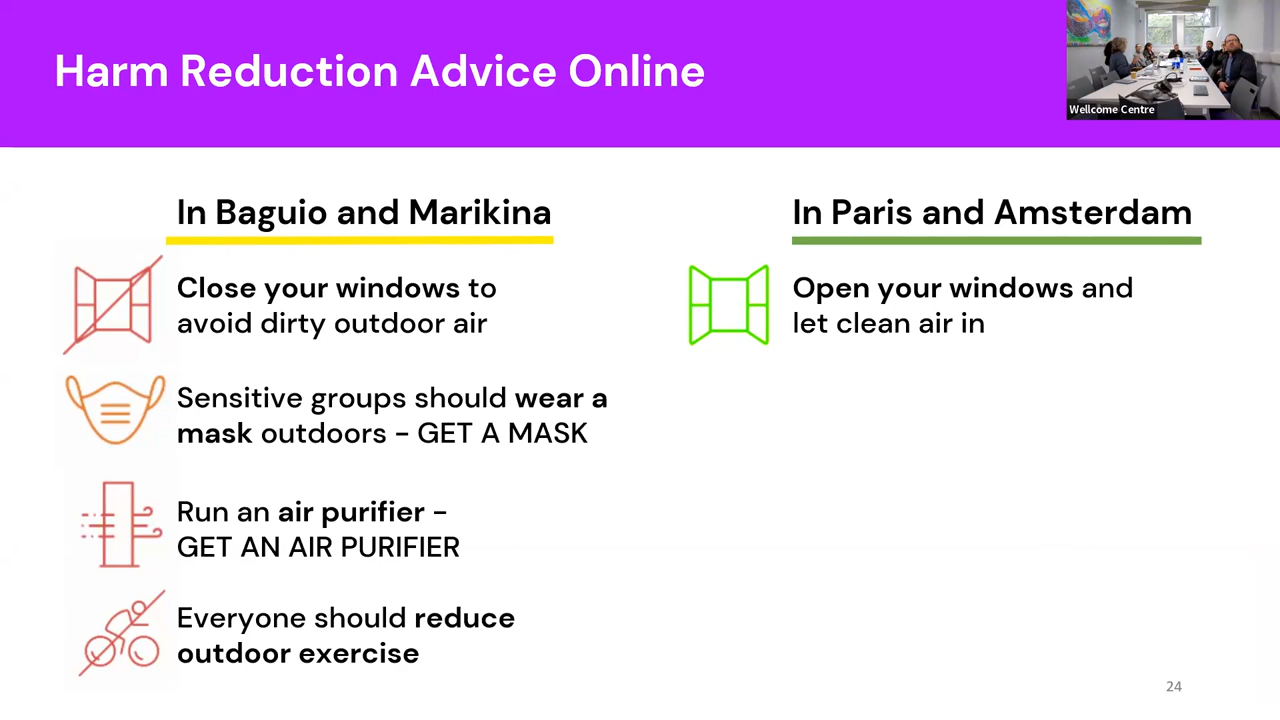 Harm Reduction Advice Online
Wellcome Centre
In Baguio and Marikina
Close your windows to
avoid dirty outdoor air
Sensitive groups should wear a
mask outdoors - GET A MASK
Run an air purifier -
GET AN AIR PURIFIER
Everyone should reduce
outdoor exercise
In Paris and Amsterdam
Open your windows and
let clean air in
24